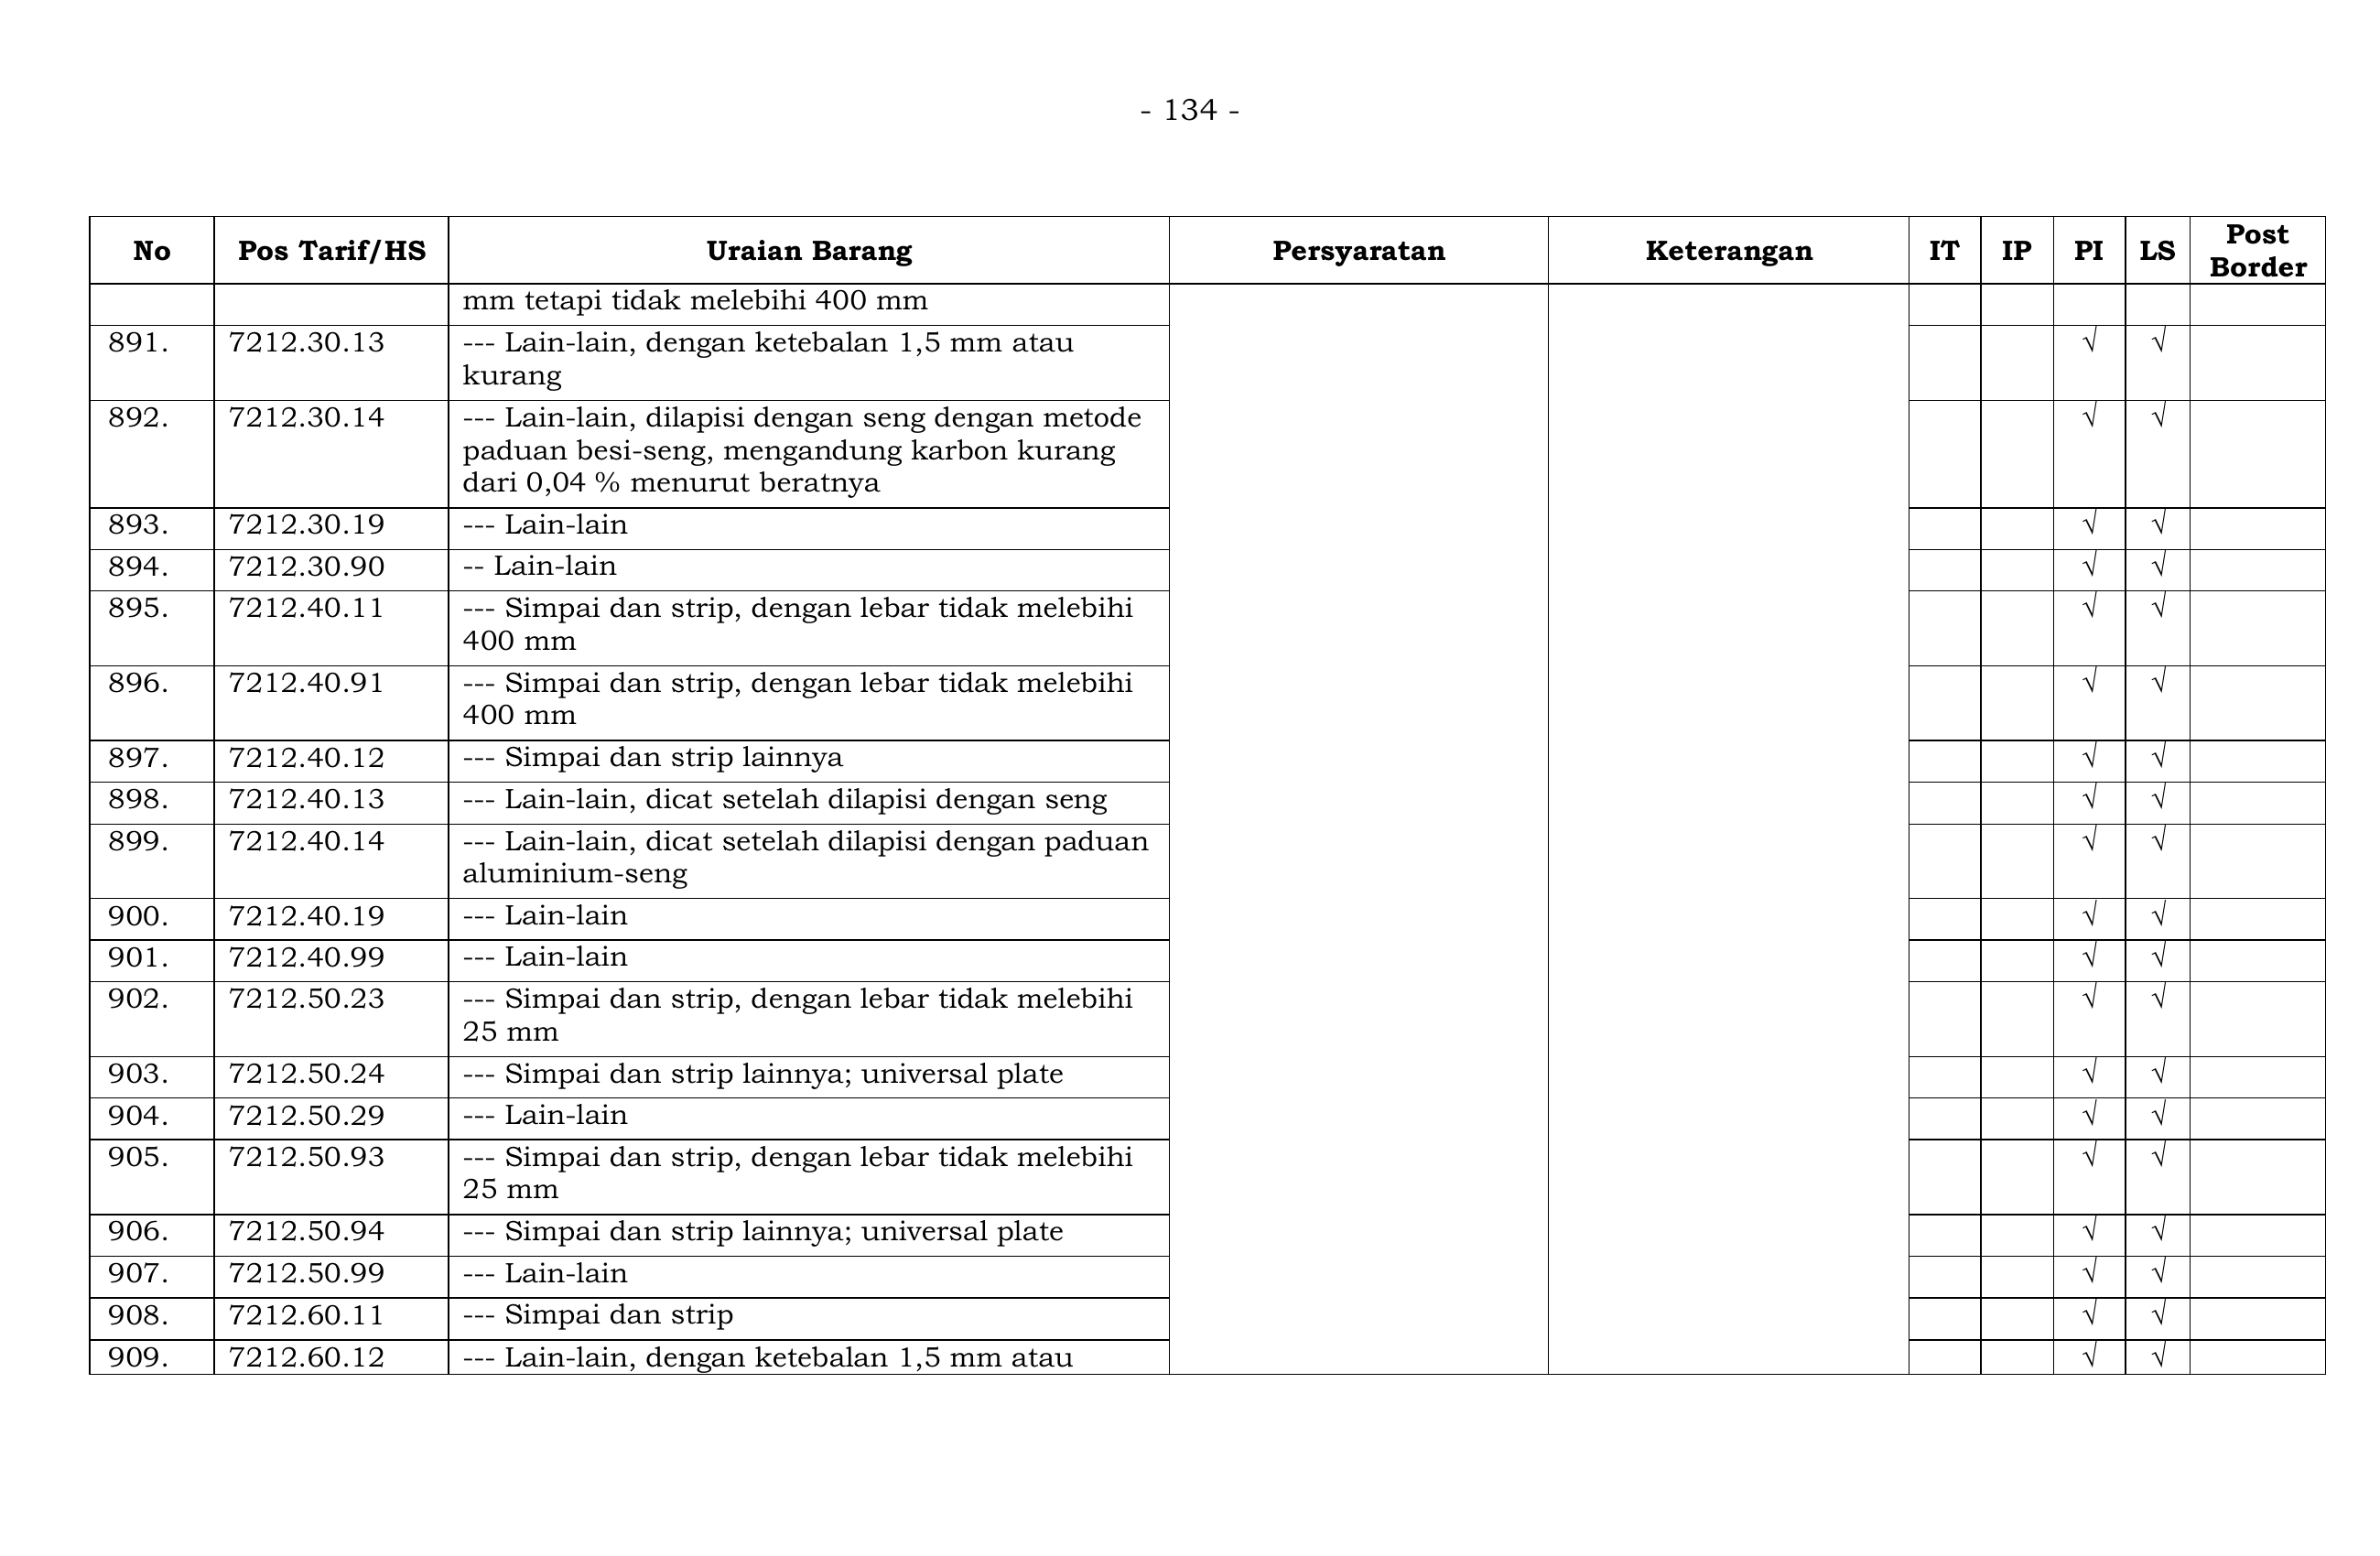 - 134 -
No Pos Tarif/HS Uraian Barang Persyaratan Keterangan IT IP PI LS Post Border
mm tetapi tidak melebihi 400 mm
891. 7212.30.13 --- Lain-lain, dengan ketebalan 1,5 mm atau √ √
kurang
892. 7212.30.14 --- Lain-lain, dilapisi dengan seng dengan metode √ √
paduan besi-seng, mengandung karbon kurang
dari 0,04 % menurut beratnya
893. 7212.30.19 --- Lain-lain √ √
894. 7212.30.90 -- Lain-lain √ √
895. 7212.40.11 --- Simpai dan strip, dengan lebar tidak melebihi √ √
400 mm
896. 7212.40.91 --- Simpai dan strip, dengan lebar tidak melebihi √ √
400 mm
897. 7212.40.12 --- Simpai dan strip lainnya √ √
898. 7212.40.13 --- Lain-lain, dicat setelah dilapisi dengan seng √ √
899. 7212.40.14 --- Lain-lain, dicat setelah dilapisi dengan paduan √ √
aluminium-seng
900. 7212.40.19 --- Lain-lain √ √
901. 7212.40.99 --- Lain-lain √ √
902. 7212.50.23 --- Simpai dan strip, dengan lebar tidak melebihi √ √
25 mm
903. 7212.50.24 --- Simpai dan strip lainnya; universal plate √ √
904. 7212.50.29 --- Lain-lain √ √
905. 7212.50.93 --- Simpai dan strip, dengan lebar tidak melebihi √ √
25 mm
906. 7212.50.94 --- Simpai dan strip lainnya; universal plate √ √
907. 7212.50.99 --- Lain-lain √ √
908. 7212.60.11 --- Simpai dan strip √ √
909. 7212.60.12 --- Lain-lain, dengan ketebalan 1,5 mm atau √ √